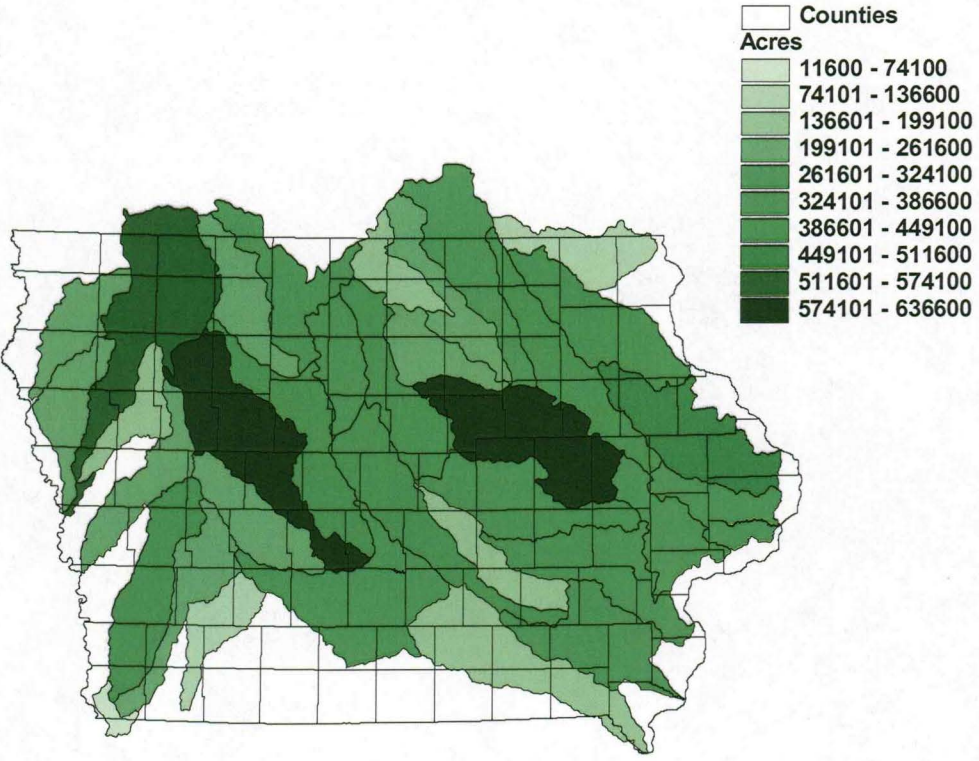 Counties
Acres
11600 - 74100
74101 - 136600
136601 - 199100
199101 - 261600
261601 - 324100
324101 - 386600
386601 - 449100
449101 - 511600
511601 - 574100
574101 - 636600